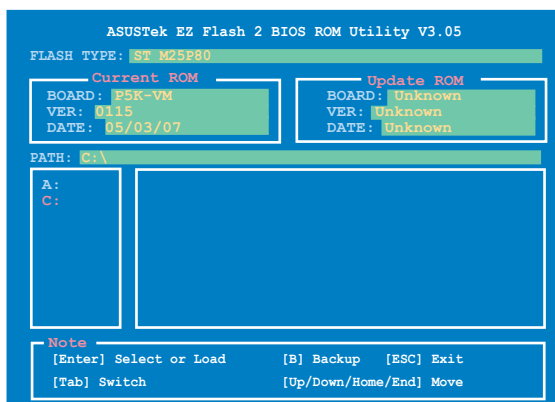 ASUSTek EZ Flash 2 BIOS ROM Utility V3.05
FLASH TYPE: ST M25P80
Current ROM
BOARD: P5K-VM
VER: 0115
DATE: 05/03/07
Update ROM
BOARD: Unknown
VER: Unknown
DATE: Unknown
PATH: C:\
A:
C:
Note
[Enter] Select or Load [B] Backup [ESC] Exit
[Tab] Switch [Up/Down/Home/End] Move